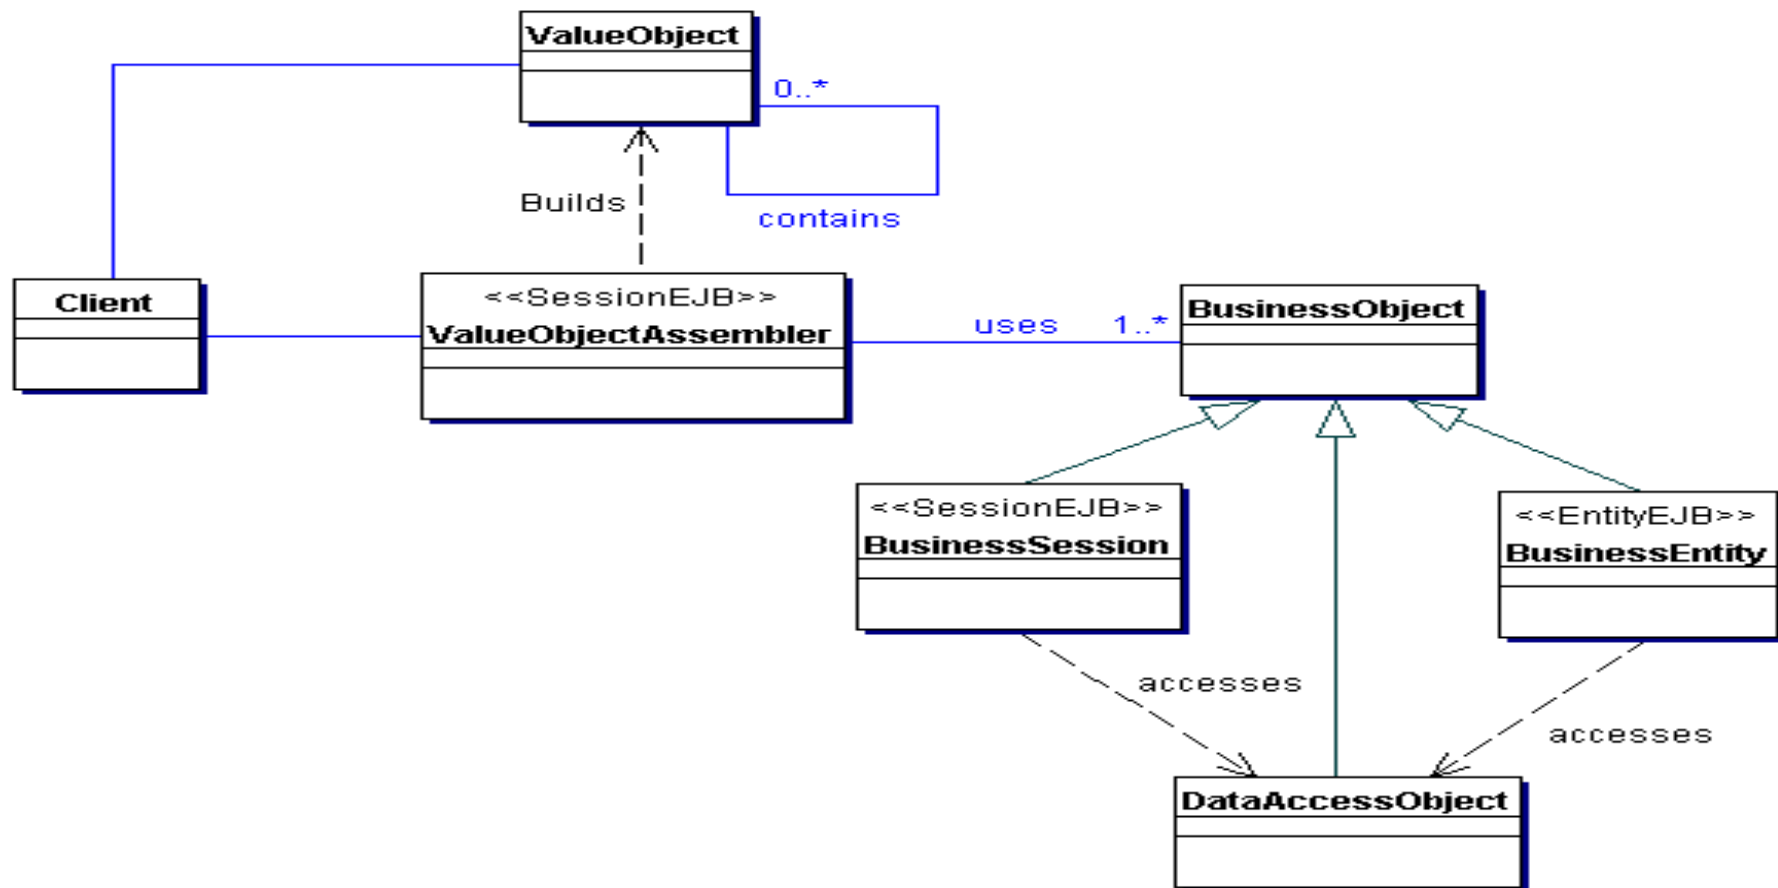 ValueObject
0..*
Builds
contains
Client
<<SessionEJB>>
ValueObjectAssembler
uses
1..*
BusinessObject
<<SessionEJB>>
BusinessSession
<<EntityEJB>>
BusinessEntity
accesses
accesses
DataAccessObject